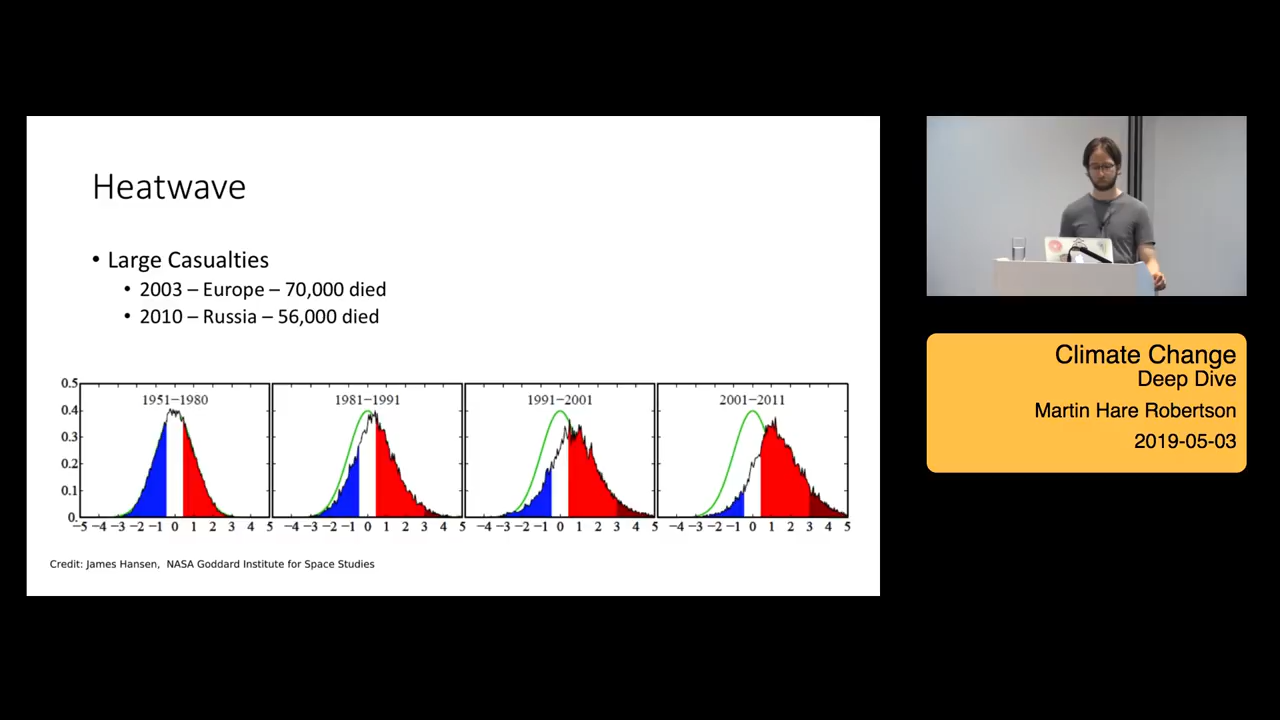 Heatwave
• Large Casualties
• 2003 – Europe – 70,000 died
• 2010 – Russia – 56,000 died
0.5
0.4
0.3
0.2
0.1
0.
1951−1980
1981−1991
1991−2001
2001−2011
−5 −4 −3 −2 −1 0 1 2 3 4 5
−4 −3 −2 −1 0 1 2 3 4 5
−4 −3 −2 −1 0 1 2 3 4 5
−4 −3 −2 −1 0 1 2 3 4 5
Credit: James Hansen, NASA Goddard Institute for Space Studies
Climate Change
Deep Dive
Martin Hare Robertson
2019-05-03